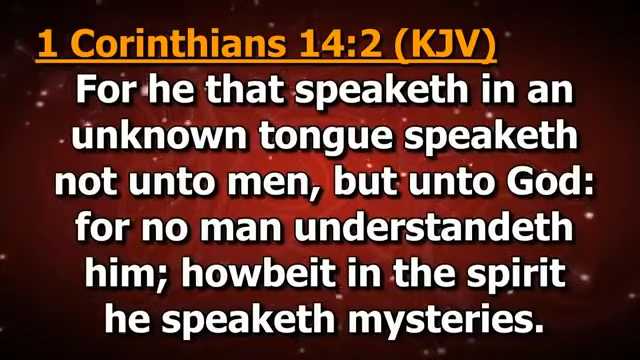 1 Corinthians 14:2 (KJV)
For he that speaketh in an
unknown tongue speaketh
not unto men, but unto God:
for no man understandeth
him; howbeit in the spirit
he speaketh mysteries.